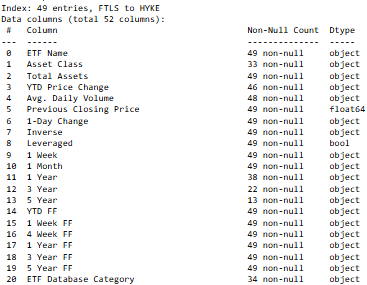 Index: 49 entries, FTLS to HYKE
Data columns (total 52 columns):
 #   Column                   Non-Null Count  Dtype
---  ------                   --------------  -----
 0   ETF Name                 49 non-null     object
 1   Asset Class              33 non-null     object
 2   Total Assets             49 non-null     object
 3   YTD Price Change         46 non-null     object
 4   Avg. Daily Volume        48 non-null     object
 5   Previous Closing Price   49 non-null     float64
 6   1-Day Change             49 non-null     object
 7   Inverse                  49 non-null     object
 8   Leveraged                49 non-null     bool
 9   1 Week                   49 non-null     object
 10  1 Month                  49 non-null     object
 11  1 Year                   38 non-null     object
 12  3 Year                   22 non-null     object
 13  5 Year                   13 non-null     object
 14  YTD FF                   49 non-null     object
 15  1 Week FF                49 non-null     object
 16  4 Week FF                49 non-null     object
 17  1 Year FF                49 non-null     object
 18  3 Year FF                49 non-null     object
 19  5 Year FF                49 non-null     object
 20  ETF Database Category    34 non-null     object